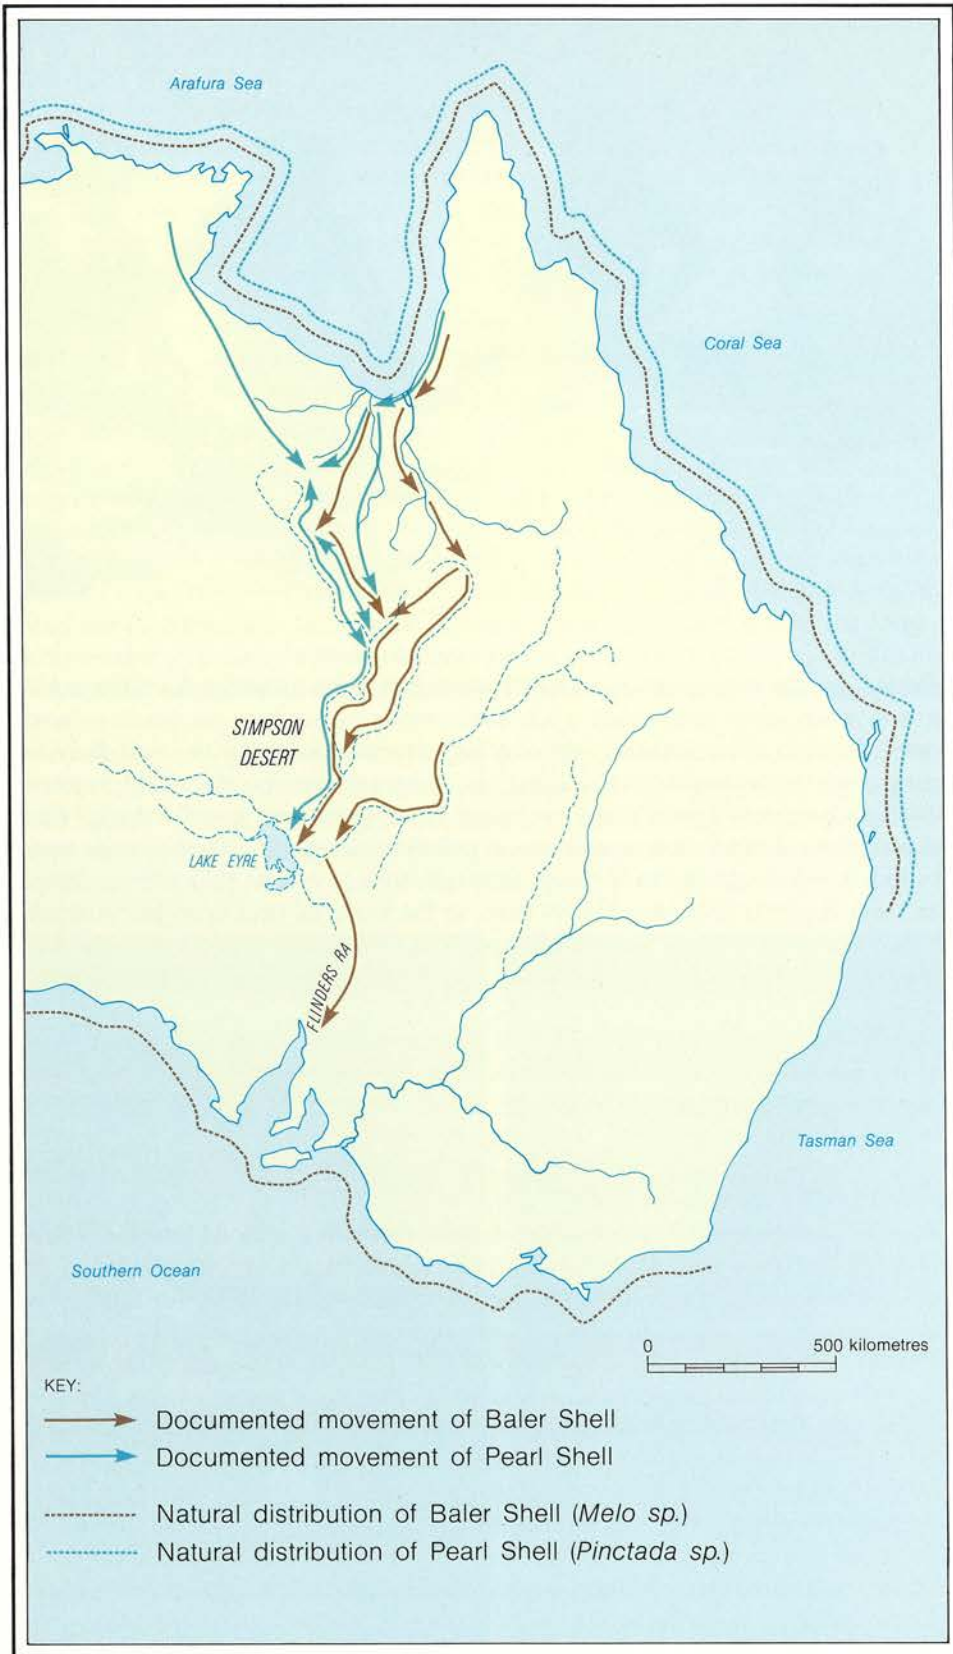 Arafura Sea
Coral Sea
SIMPSON
DESERT
LAKE EYRE
FLINDERS RA
Tasman Sea
Southern Ocean
0 500 kilometres
KEY:
Documented movement of Baler Shell
Documented movement of Pearl Shell
Natural distribution of Baler Shell (Melo sp.)
Natural distribution of Pearl Shell (Pinctada sp.)